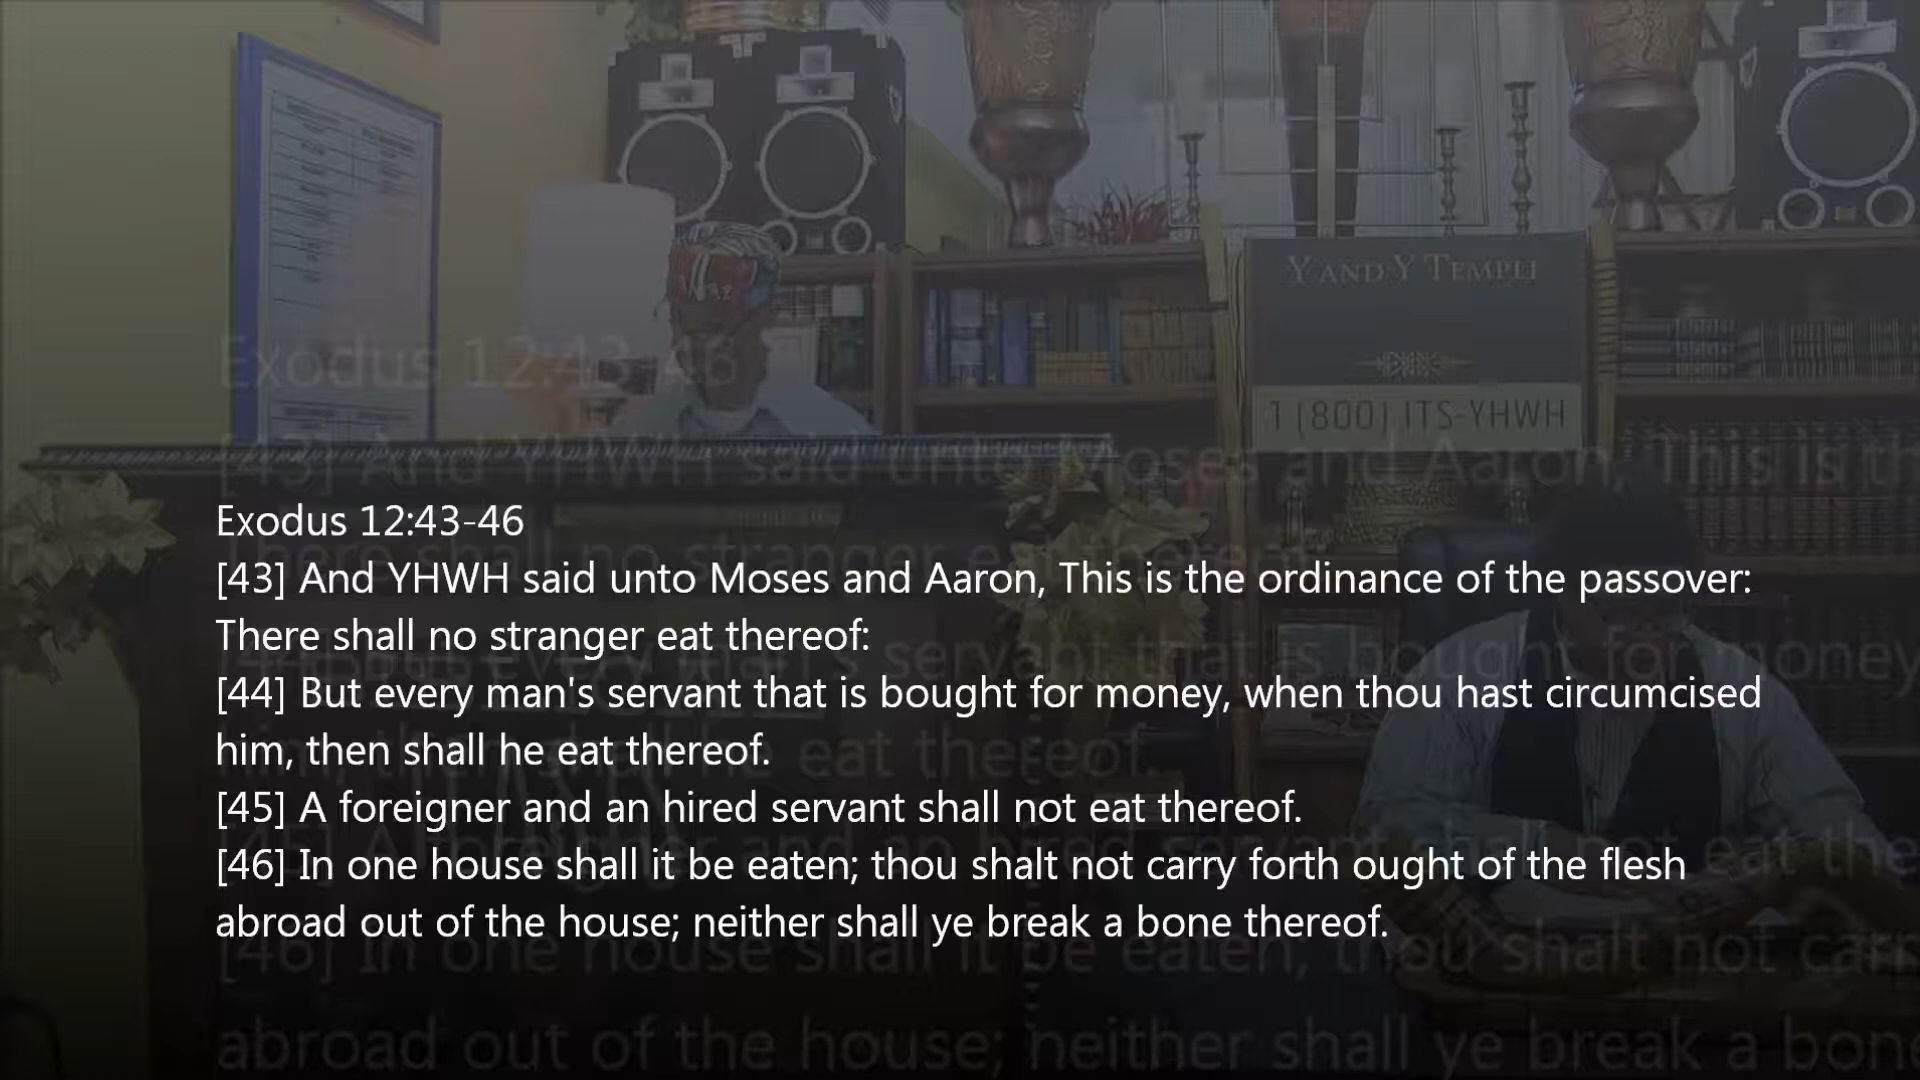 Y AND Y TEMPLE
1 (800) ITS-YHWH
Exodus 12:43-46
[43] And YHWH said unto Moses and Aaron, This is the ordinance of the passover:
There shall no stranger eat thereof:
[44] But every man's servant that is bought for money, when thou hast circumcised
him, then shall he eat thereof.
[45] A foreigner and an hired servant shall not eat thereof.
[46] In one house shall it be eaten; thou shalt not carry forth ought of the flesh
abroad out of the house; neither shall ye break a bone thereof.